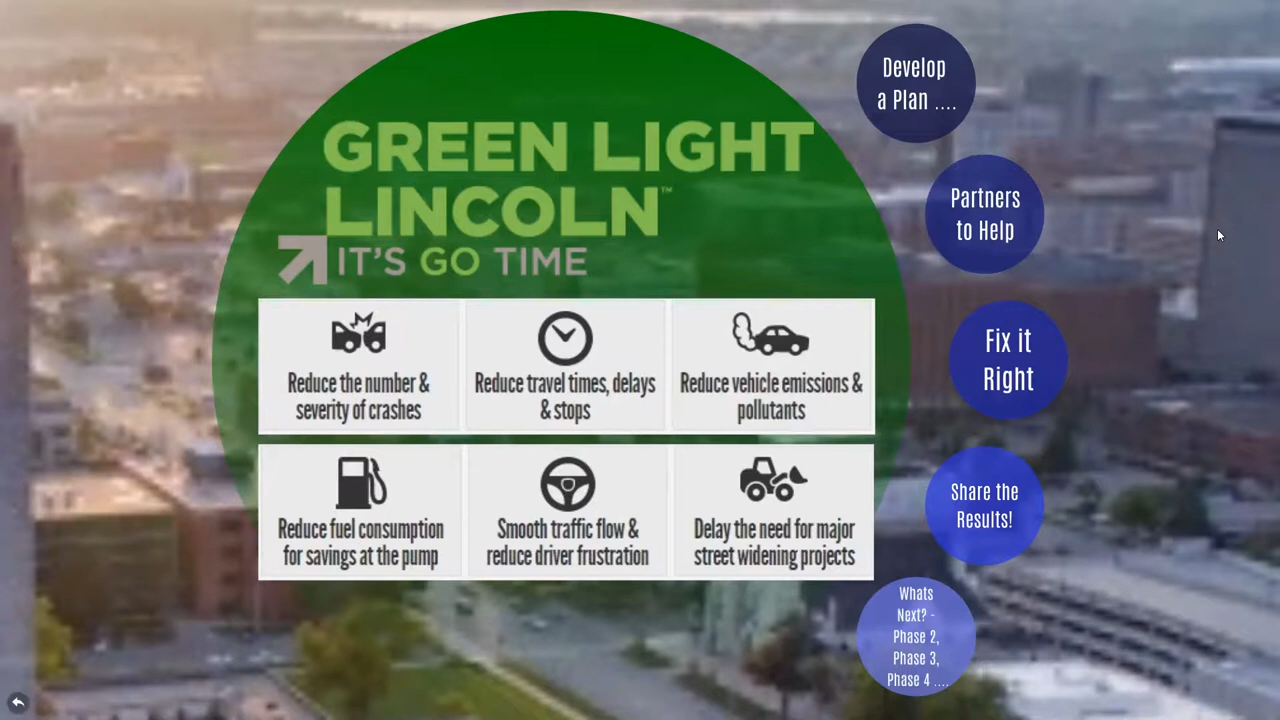 GREEN LIGHT
LINCOLN™
IT'S GO TIME
Reduce the number &
severity of crashes
Reduce travel times, delays
& stops
Reduce vehicle emissions &
pollutants
Reduce fuel consumption
for savings at the pump
Smooth traffic flow &
reduce driver frustration
Delay the need for major
street widening projects
Develop
a Plan ....
Partners
to Help
Fix it
Right
Share the
Results!
Whats
Next? -
Phase 2,
Phase 3,
Phase 4 ....